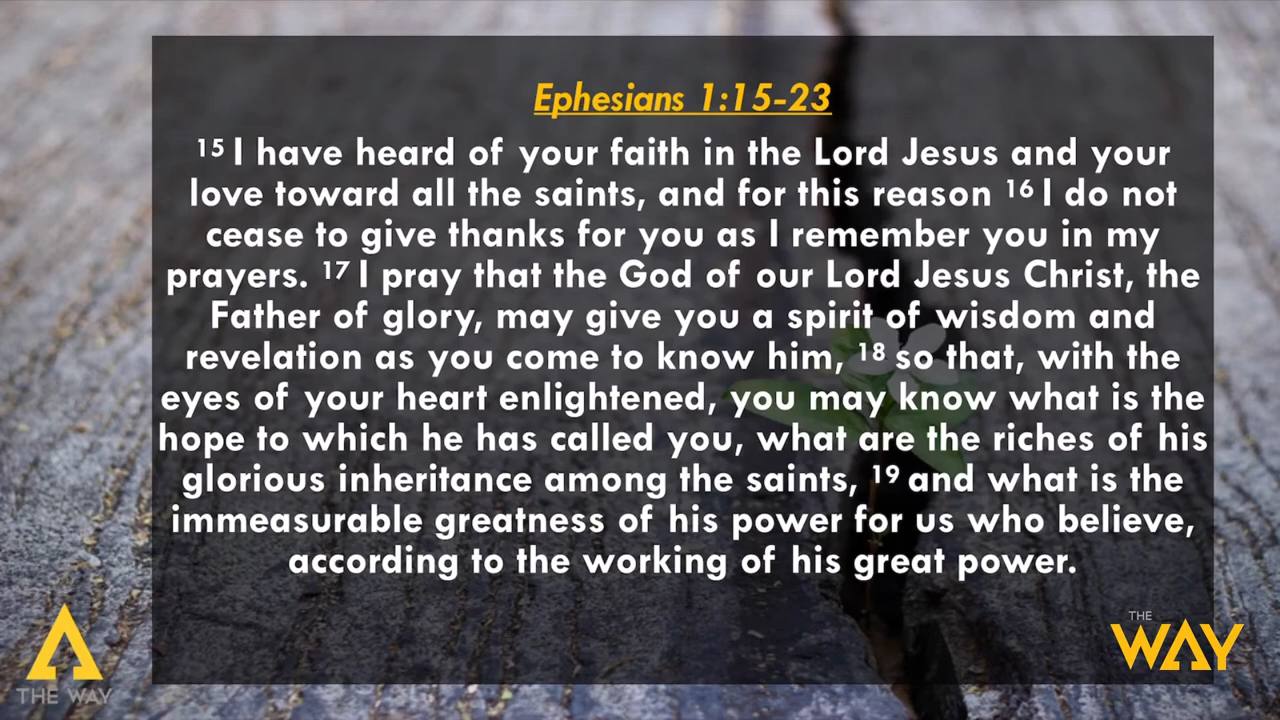 Ephesians 1:15-23
15 I have heard of your faith in the Lord Jesus and your
love toward all the saints, and for this reason 16 I do not
cease to give thanks for you as I remember you in my
prayers. 17 I pray that the God of our Lord Jesus Christ, the
Father of glory, may give you a spirit of wisdom and
revelation as you come to know him, 18 so that, with the
eyes of your heart enlightened, you may know what is the
hope to which he has called you, what are the riches of his
glorious inheritance among the saints, 19 and what is the
immeasurable greatness of his power for us who believe,
according to the working of his great power.
THE WAY
THE
WAY